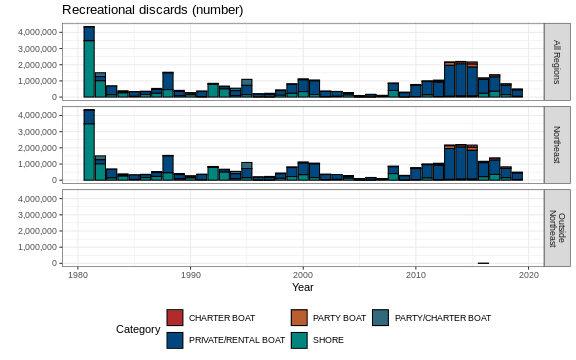 Recreational discards (number)
4,000,000
3,000,000
2,000,000
1,000,000
0
All Regions
4,000,000
3,000,000
2,000,000
1,000,000
0
Northeast
4,000,000
3,000,000
2,000,000
1,000,000
0
Outside
Northeast
1980 1990 2000 2010 2020
Year
Category
CHARTER BOAT PARTY BOAT PARTY/CHARTER BOAT
PRIVATE/RENTAL BOAT SHORE